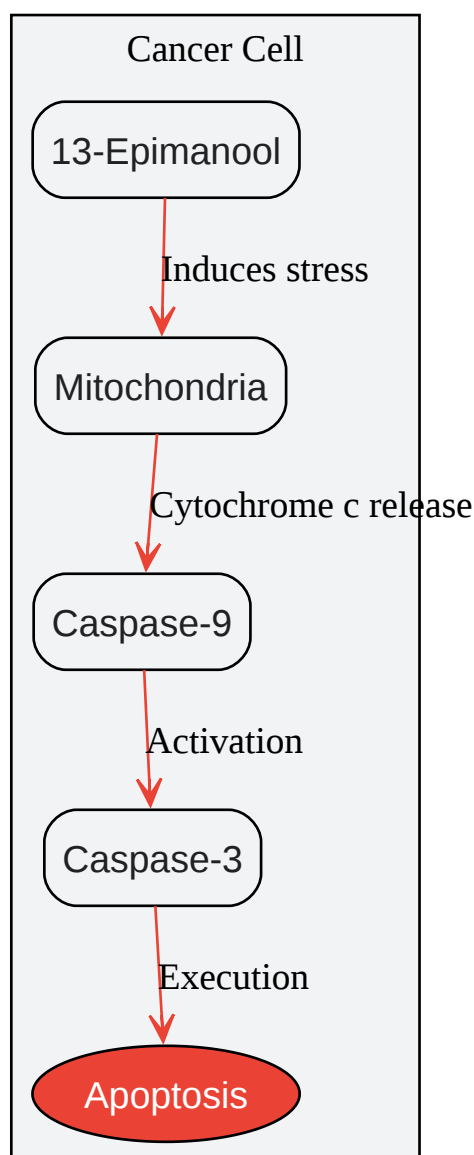 Cancer Cell
13-Epimanool
Induces stress
Mitochondria
Cytochrome c release
Caspase-9
Activation
Caspase-3
Execution
Apoptosis